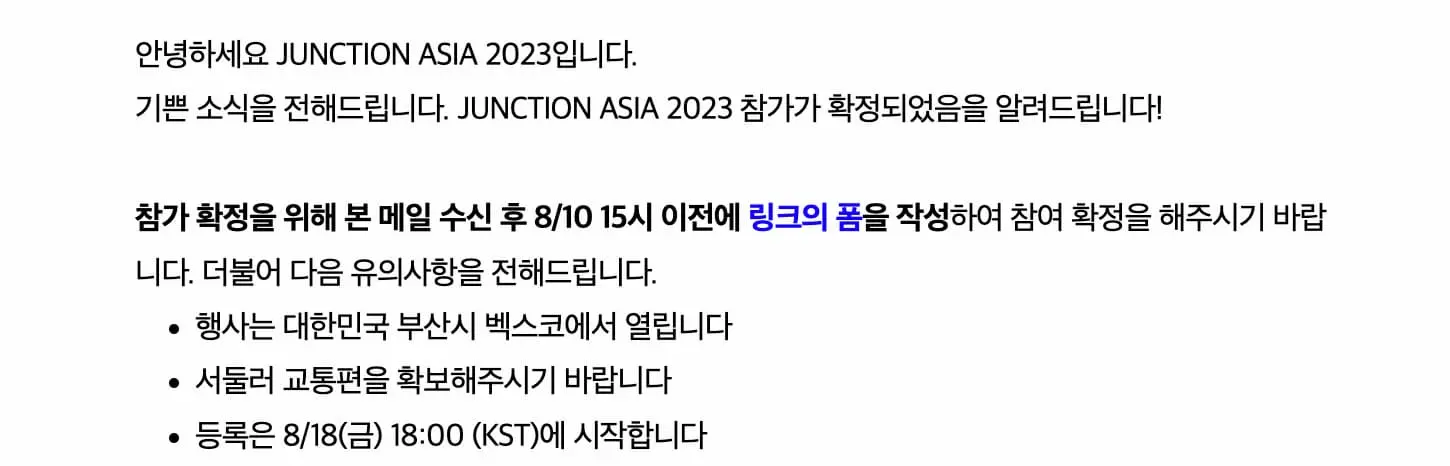 안녕하세요 JUNCTION ASIA 2023입니다.
기쁜 소식을 전해드립니다. JUNCTION ASIA 2023 참가가 확정되었음을 알려드립니다!
참가 확정을 위해 본 메일 수신 후 8/10 15시 이전에 링크의 폼을 작성하여 참여 확정을 해주시기 바랍
니다. 더불어 다음 유의사항을 전해드립니다.
• 행사는 대한민국 부산시 벡스코에서 열립니다
• 서둘러 교통편을 확보해주시기 바랍니다
• 등록은 8/18(금) 18:00 (KST)에 시작합니다